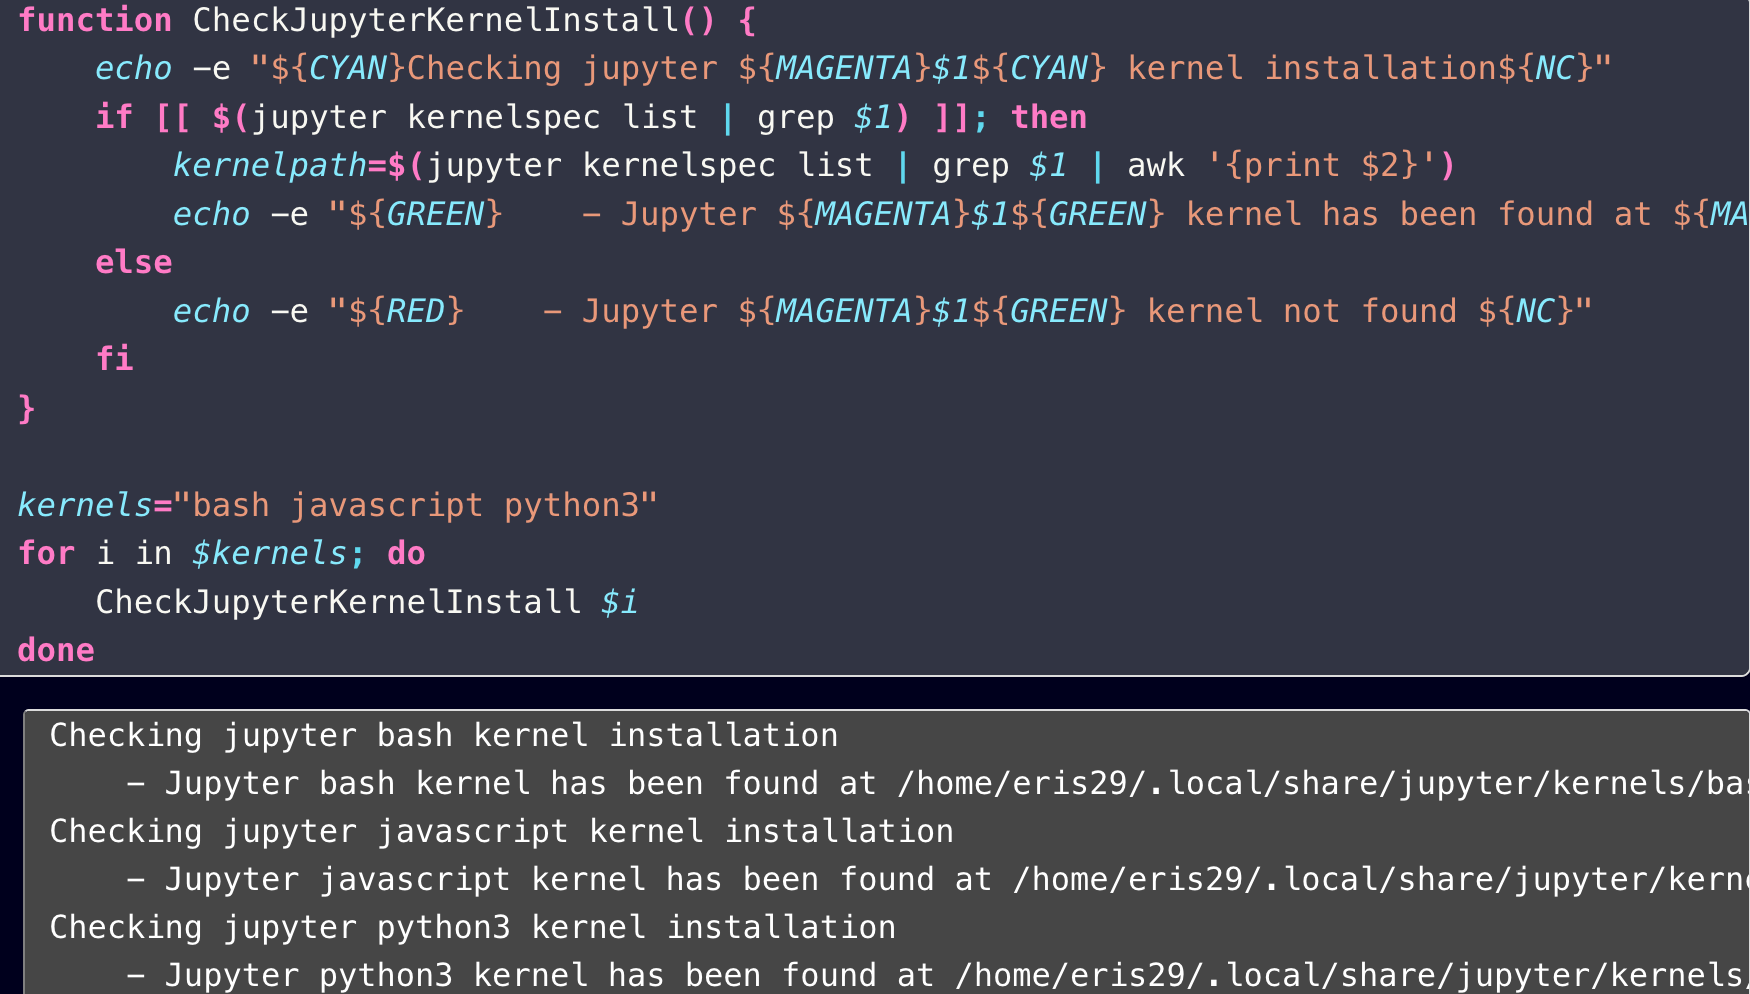 function CheckJupyterKernelInstall() {
    echo -e "${CYAN}Checking jupyter ${MAGENTA}$1${CYAN} kernel installation${NC}"
    if [[ $(jupyter kernelspec list | grep $1) ]]; then
        kernelpath=$(jupyter kernelspec list | grep $1 | awk '{print $2}')
        echo -e "${GREEN}    - Jupyter ${MAGENTA}$1${GREEN} kernel has been found at ${MA
    else
        echo -e "${RED}    - Jupyter ${MAGENTA}$1${GREEN} kernel not found ${NC}"
    fi
}
kernels="bash javascript python3"
for i in $kernels; do
    CheckJupyterKernelInstall $i
done
Checking jupyter bash kernel installation
    - Jupyter bash kernel has been found at /home/eris29/.local/share/jupyter/kernels/bas
Checking jupyter javascript kernel installation
    - Jupyter javascript kernel has been found at /home/eris29/.local/share/jupyter/kerne
Checking jupyter python3 kernel installation
    - Jupyter python3 kernel has been found at /home/eris29/.local/share/jupyter/kernels/